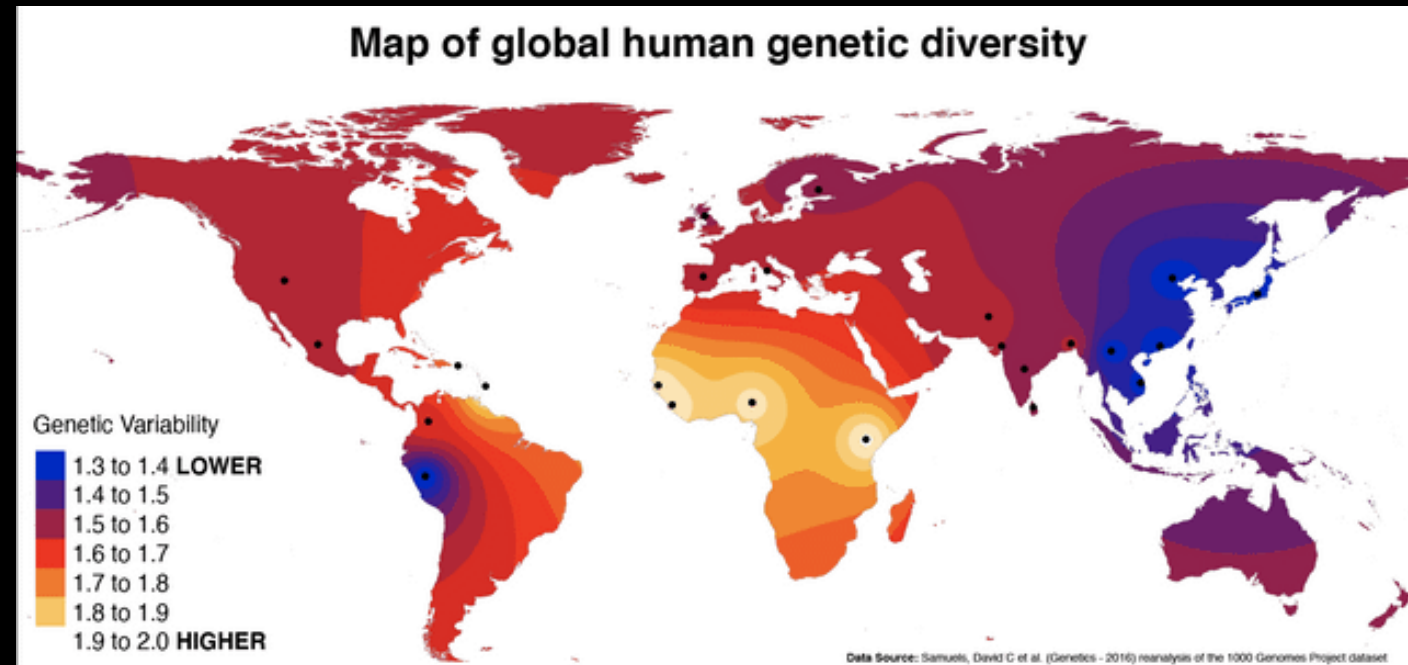 Map of global human genetic diversity
Genetic Variability
1.3 to 1.4 LOWER
1.4 to 1.5
1.5 to 1.6
1.6 to 1.7
1.7 to 1.8
1.8 to 1.9
1.9 to 2.0 HIGHER
Data Source: Samuels, David C et al. (Genetics - 2016) reanalysis of the 1000 Genomes Project dataset